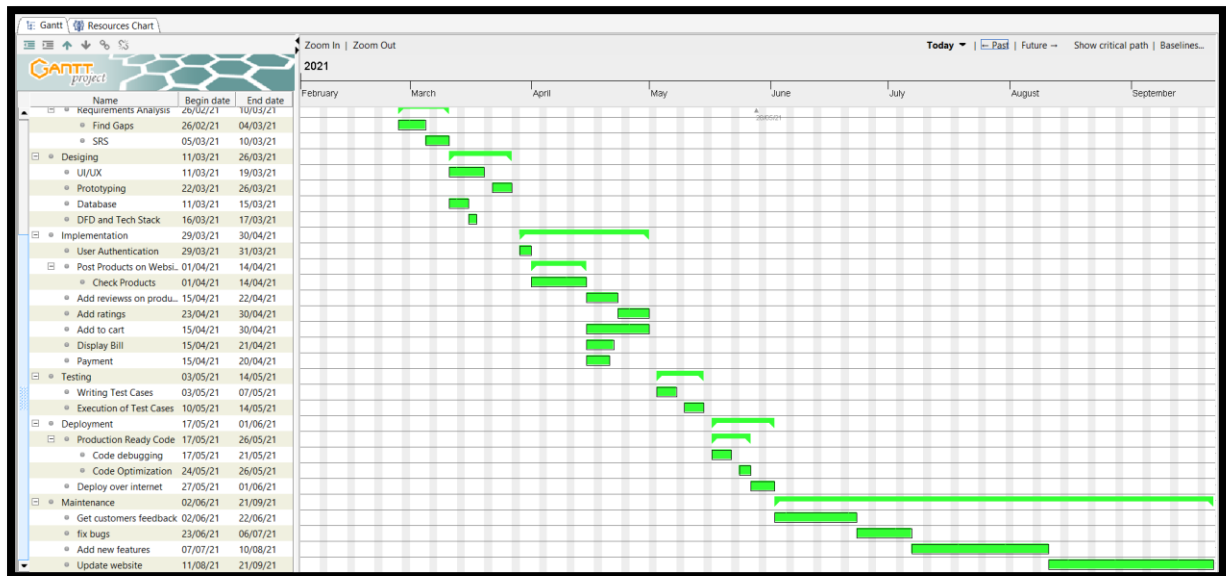 Gantt Resources Chart
Zoom In | Zoom Out Today | ← Past | Future → Show critical path | Baselines...
GANTT project
2021
February March April May June July August September
Name Begin date End date
Requirements Analysis 26/02/21 10/03/21
28/05/21
Find Gaps 26/02/21 04/03/21
SRS 05/03/21 10/03/21
Desiging 11/03/21 26/03/21
UI/UX 11/03/21 19/03/21
Prototyping 22/03/21 26/03/21
Database 11/03/21 15/03/21
DFD and Tech Stack 16/03/21 17/03/21
Implementation 29/03/21 30/04/21
User Authentication 29/03/21 31/03/21
Post Products on Websi.. 01/04/21 14/04/21
Check Products 01/04/21 14/04/21
Add reviewss on produ... 15/04/21 22/04/21
Add ratings 23/04/21 30/04/21
Add to cart 15/04/21 30/04/21
Display Bill 15/04/21 21/04/21
Payment 15/04/21 20/04/21
Testing 03/05/21 14/05/21
Writing Test Cases 03/05/21 07/05/21
Execution of Test Cases 10/05/21 14/05/21
Deployment 17/05/21 01/06/21
Production Ready Code 17/05/21 26/05/21
Code debugging 17/05/21 21/05/21
Code Optimization 24/05/21 26/05/21
Deploy over internet 27/05/21 01/06/21
Maintenance 02/06/21 21/09/21
Get customers feedback 02/06/21 22/06/21
fix bugs 23/06/21 06/07/21
Add new features 07/07/21 10/08/21
Update website 11/08/21 21/09/21